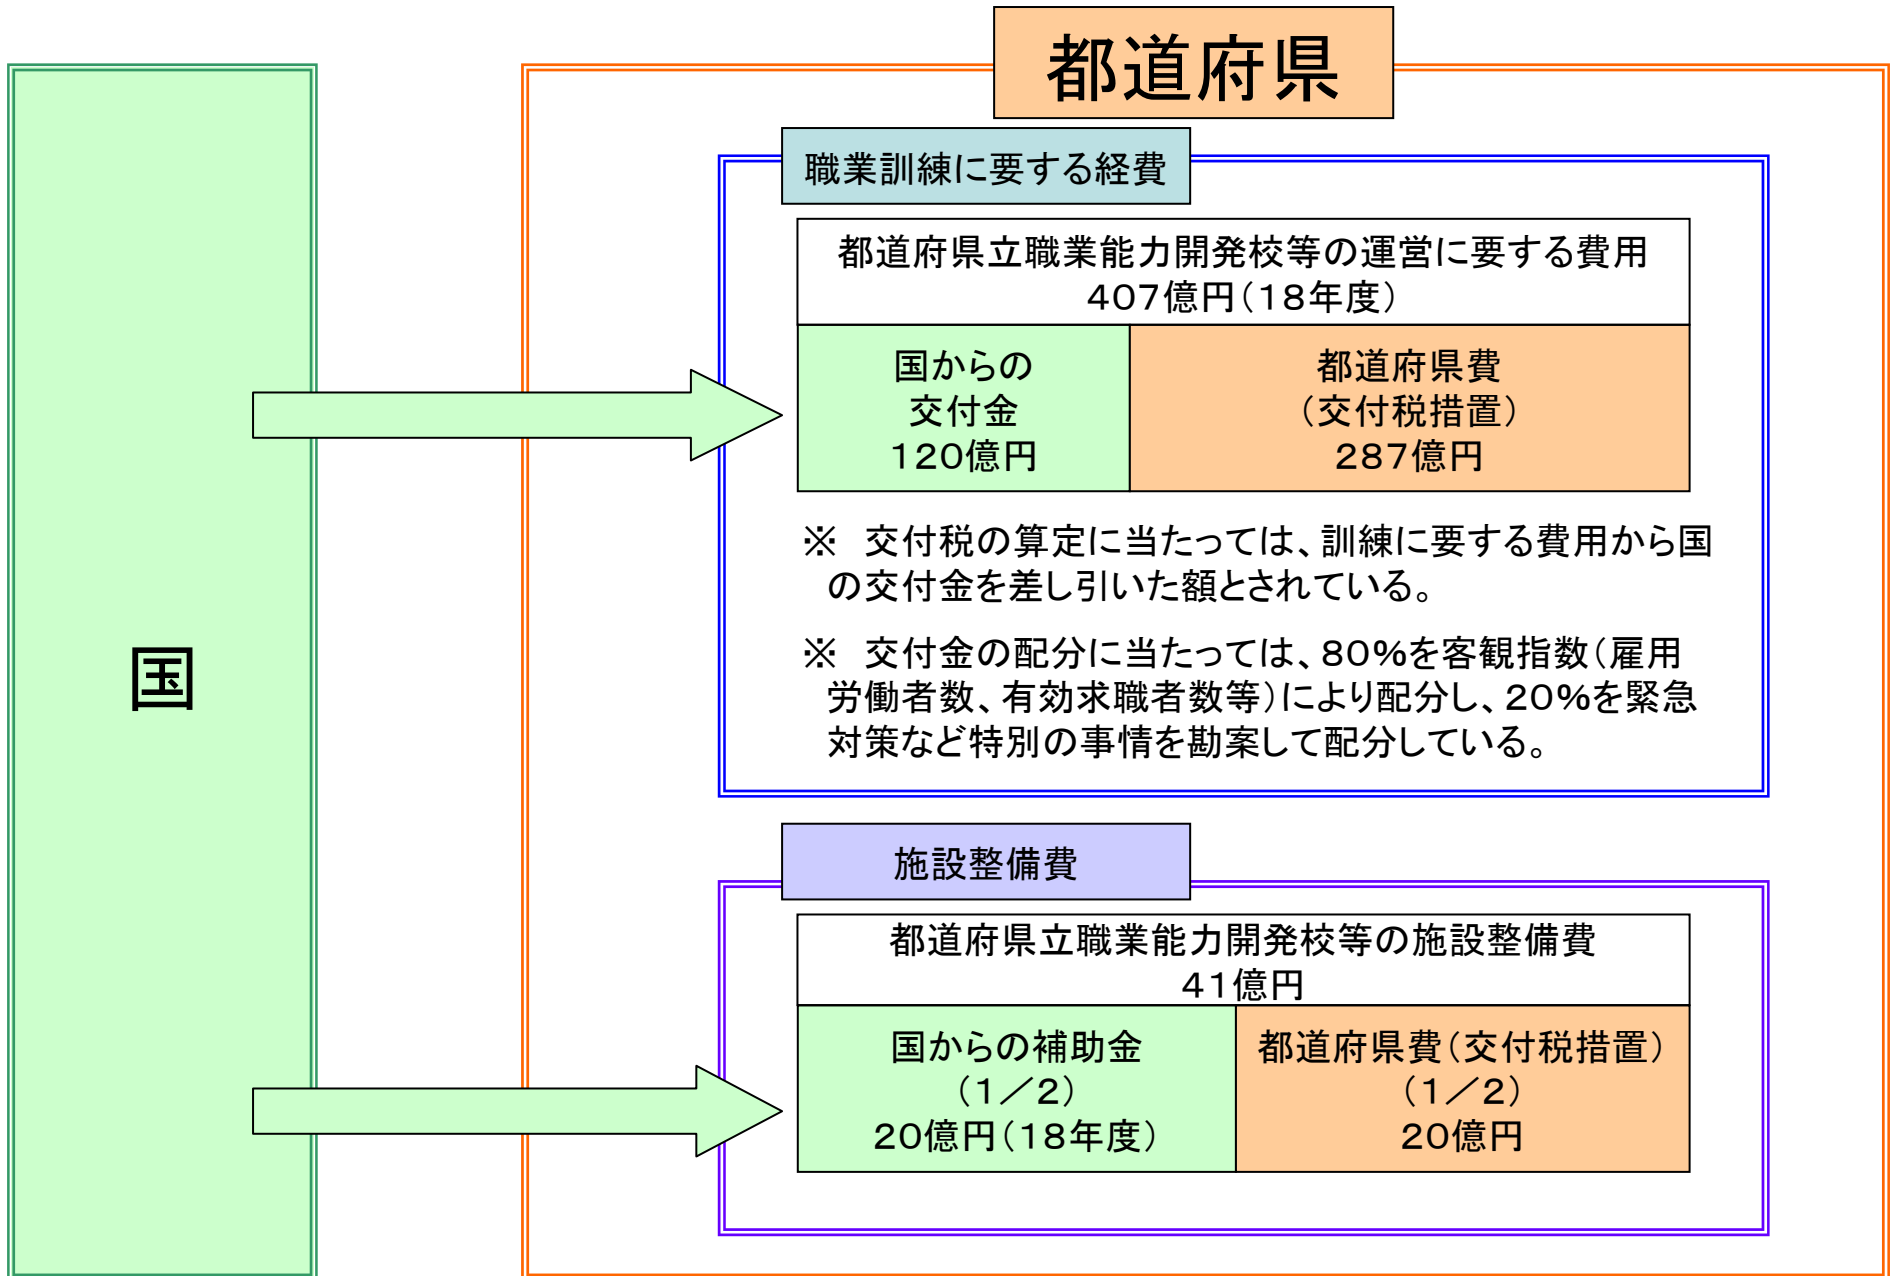 都道府県
国
職業訓練に要する経費
都道府県立職業能力開発校等の運営に要する費用
407億円(18年度)
国からの
交付金
120億円
都道府県費
(交付税措置)
287億円
※ 交付税の算定に当たっては、訓練に要する費用から国
の交付金を差し引いた額とされている。
※ 交付金の配分に当たっては、80%を客観指数(雇用
労働者数、有効求職者数等)により配分し、20%を緊急
対策など特別の事情を勘案して配分している。
施設整備費
都道府県立職業能力開発校等の施設整備費
41億円
国からの補助金
(1/2)
20億円(18年度)
都道府県費(交付税措置)
(1/2)
20億円